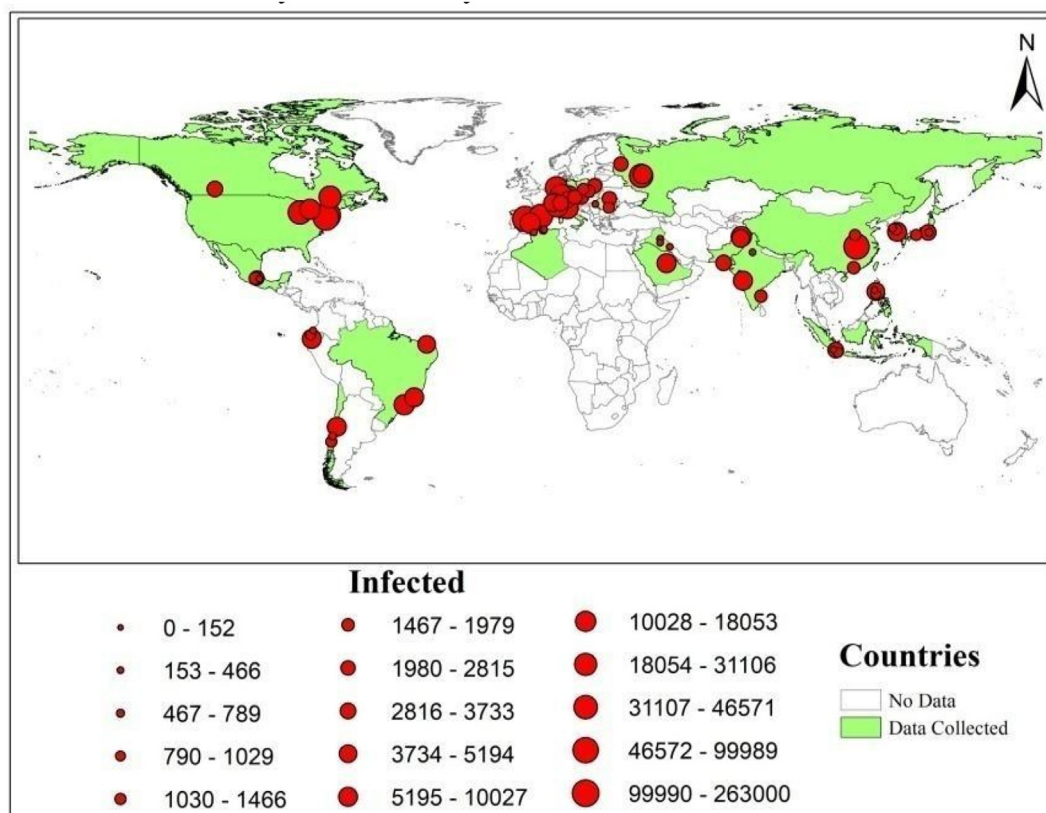 N
Infected
0 - 152
153 - 466
467 - 789
790 - 1029
1030 - 1466
1467 - 1979
1980 - 2815
2816 - 3733
3734 - 5194
5195 - 10027
10028 - 18053
18054 - 31106
31107 - 46571
46572 - 99989
99990 - 263000
Countries
No Data
Data Collected